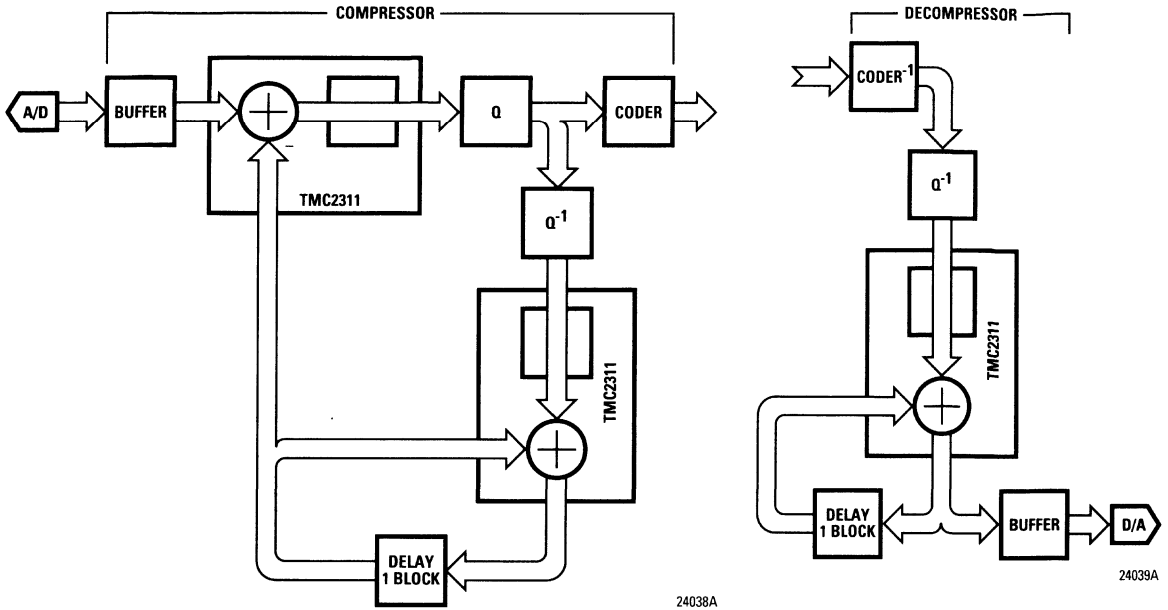 COMPRESSOR
A/D
BUFFER
−
TMC2311
Q
CODER
Q-1
TMC2311
DELAY
1 BLOCK
24038A
DECOMPRESSOR
CODER-1
Q-1
TMC2311
DELAY
1 BLOCK
BUFFER
D/A
24039A